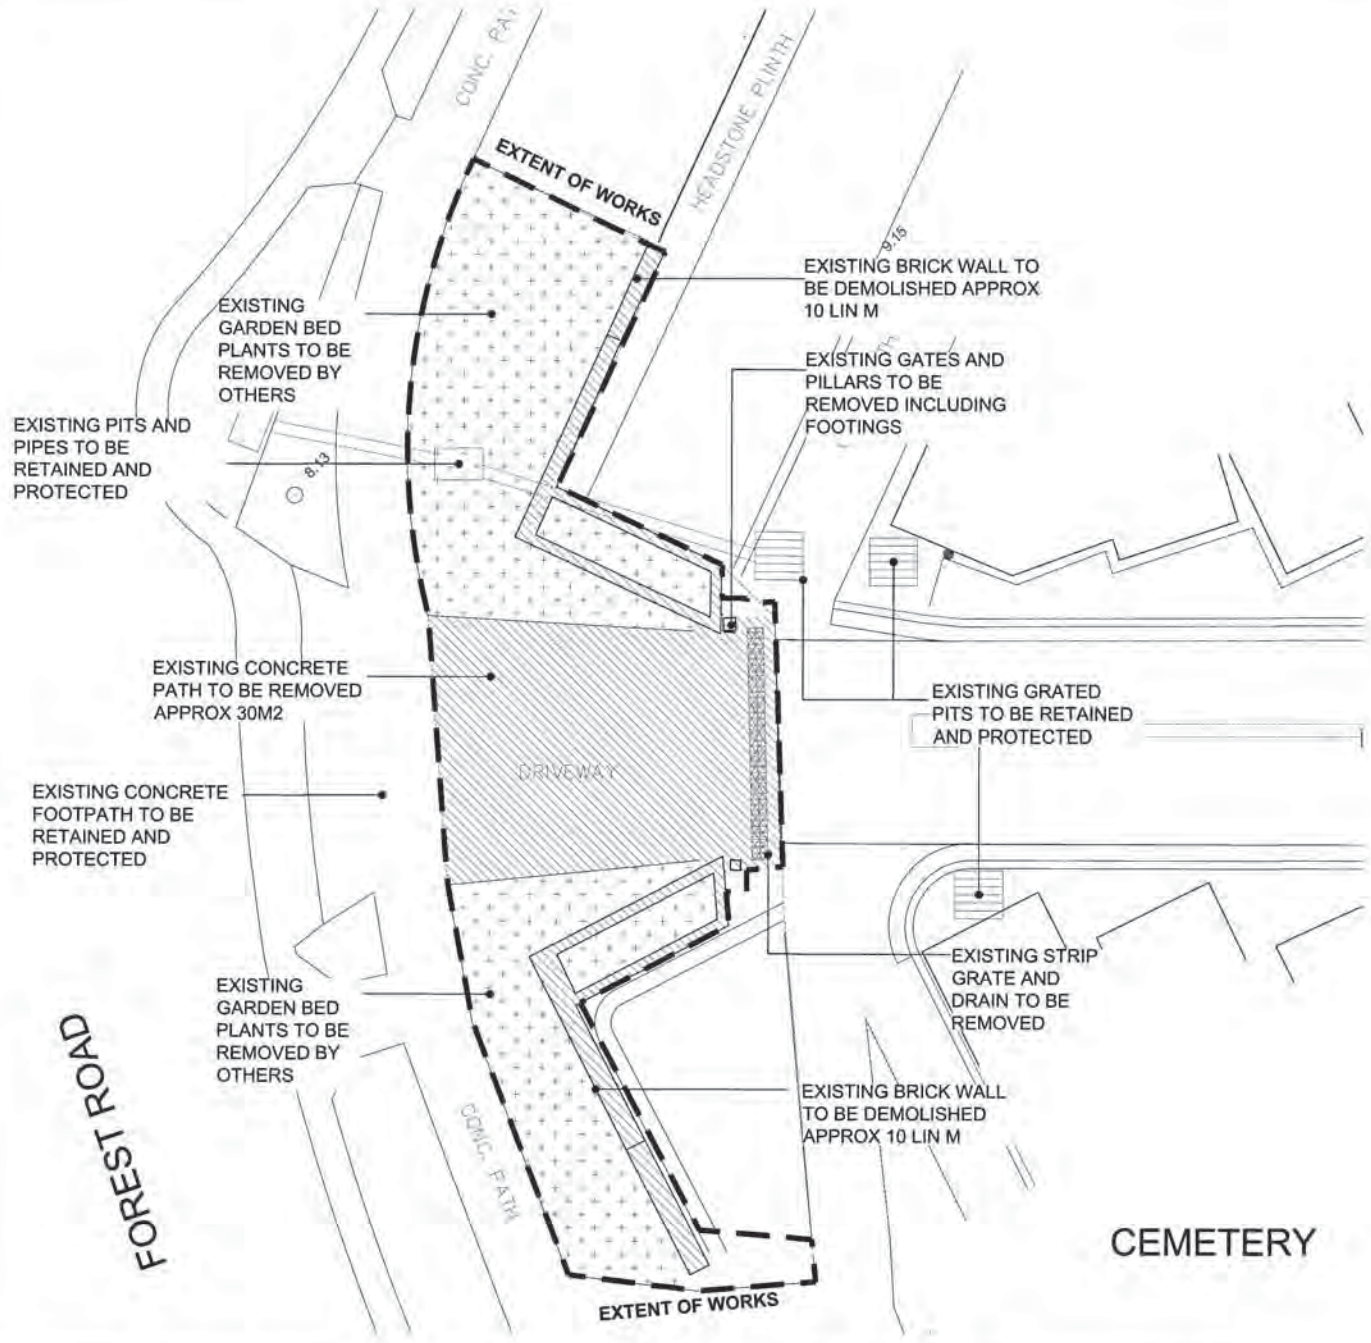 CONC. PAT
HEADSTONE PLINTH
EXTENT OF WORKS
9.15
EXISTING BRICK WALL TO
BE DEMOLISHED APPROX
10 LIN M
EXISTING
GARDEN BED
PLANTS TO BE
REMOVED BY
OTHERS
EXISTING GATES AND
PILLARS TO BE
REMOVED INCLUDING
FOOTINGS
TH
EXISTING PITS AND
PIPES TO BE
RETAINED AND
PROTECTED
8.13
EXISTING CONCRETE
PATH TO BE REMOVED
APPROX 30M2
EXISTING GRATED
PITS TO BE RETAINED
AND PROTECTED
DRIVEWAY
EXISTING CONCRETE
FOOTPATH TO BE
RETAINED AND
PROTECTED
EXISTING STRIP
GRATE AND
DRAIN TO BE
REMOVED
EXISTING
GARDEN BED
PLANTS TO BE
REMOVED BY
OTHERS
FOREST ROAD
CONC. PATH
EXISTING BRICK WALL
TO BE DEMOLISHED
APPROX 10 LIN M
CEMETERY
EXTENT OF WORKS